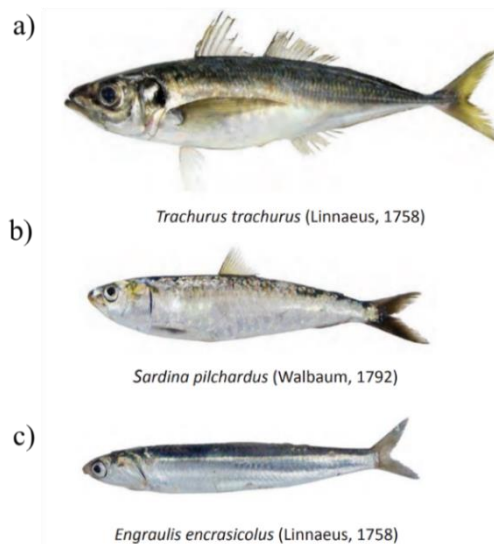 a)
Trachurus trachurus (Linnaeus, 1758)
b)
Sardina pilchardus (Walbaum, 1792)
c)
Engraulis encrasicolus (Linnaeus, 1758)